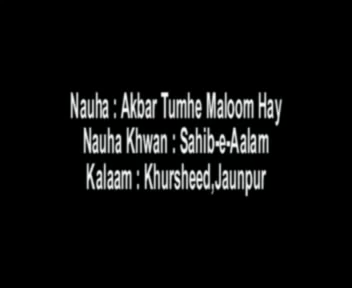 Nauha : Akbar Tumhe Maloom Hay
Nauha Khwan : Sahib-e-Aalam
Kalaam : Khursheed,Jaunpur